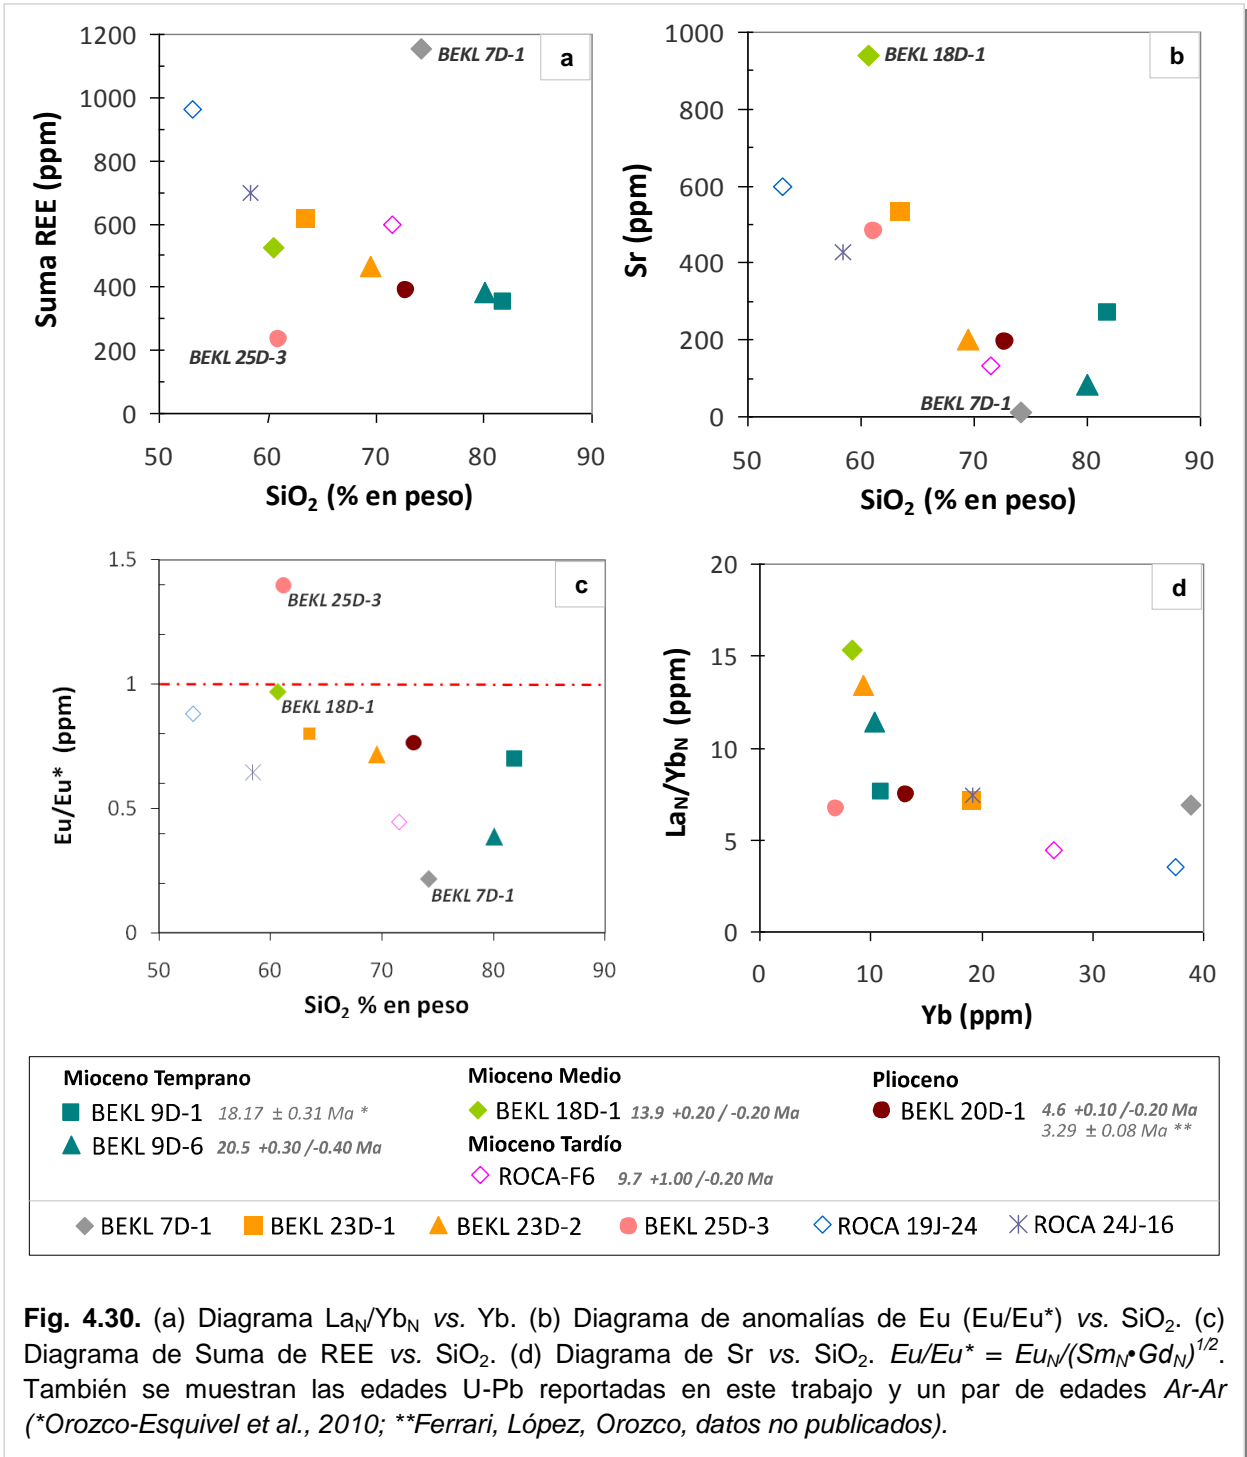 a
1200
1000
800
600
400
200
0
Suma REE (ppm)
BEKL 7D-1
BEKL 25D-3
50 60 70 80 90
SiO₂ (% en peso)
b
1000
800
600
400
200
0
Sr (ppm)
BEKL 18D-1
BEKL 7D-1
50 60 70 80 90
SiO₂ (% en peso)
c
1.5
1
0.5
0
Eu/Eu* (ppm)
BEKL 25D-3
BEKL 18D-1
BEKL 7D-1
50 60 70 80 90
SiO₂ % en peso
d
20
15
10
5
0
LaN/YbN (ppm)
0 10 20 30 40
Yb (ppm)
Mioceno Temprano
BEKL 9D-1 18.17 ± 0.31 Ma *
BEKL 9D-6 20.5 +0.30 /-0.40 Ma
Mioceno Medio
BEKL 18D-1 13.9 +0.20 / -0.20 Ma
Mioceno Tardío
ROCA-F6 9.7 +1.00 /-0.20 Ma
Plioceno
BEKL 20D-1 4.6 +0.10 /-0.20 Ma
3.29 ± 0.08 Ma **
BEKL 7D-1 BEKL 23D-1 BEKL 23D-2 BEKL 25D-3 ROCA 19J-24 ROCA 24J-16
Fig. 4.30. (a) Diagrama LaN/YbN vs. Yb. (b) Diagrama de anomalías de Eu (Eu/Eu*) vs. SiO₂. (c)
Diagrama de Suma de REE vs. SiO₂. (d) Diagrama de Sr vs. SiO₂. Eu/Eu* = EuN/(SmN•GdN)^1/2.
También se muestran las edades U-Pb reportadas en este trabajo y un par de edades Ar-Ar
(*Orozco-Esquivel et al., 2010; **Ferrari, López, Orozco, datos no publicados).